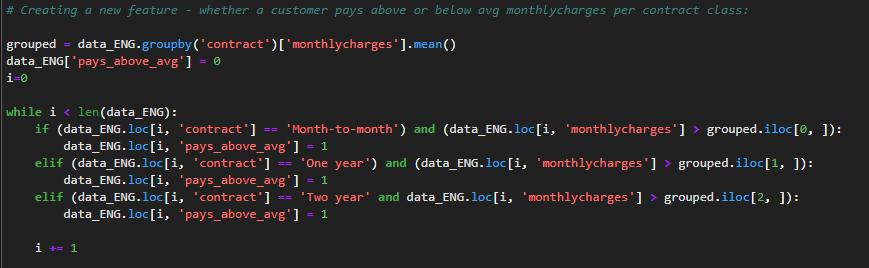 # Creating a new feature - whether a customer pays above or below avg monthlycharges per contract class:
grouped = data_ENG.groupby('contract')['monthlycharges'].mean()
data_ENG['pays_above_avg'] = 0
i=0
while i < len(data_ENG):
    if (data_ENG.loc[i, 'contract'] == 'Month-to-month') and (data_ENG.loc[i, 'monthlycharges'] > grouped.iloc[0, ]):
        data_ENG.loc[i, 'pays_above_avg'] = 1
    elif (data_ENG.loc[i, 'contract'] == 'One year') and (data_ENG.loc[i, 'monthlycharges'] > grouped.iloc[1, ]):
        data_ENG.loc[i, 'pays_above_avg'] = 1
    elif (data_ENG.loc[i, 'contract'] == 'Two year' and data_ENG.loc[i, 'monthlycharges'] > grouped.iloc[2, ]):
        data_ENG.loc[i, 'pays_above_avg'] = 1
    i += 1